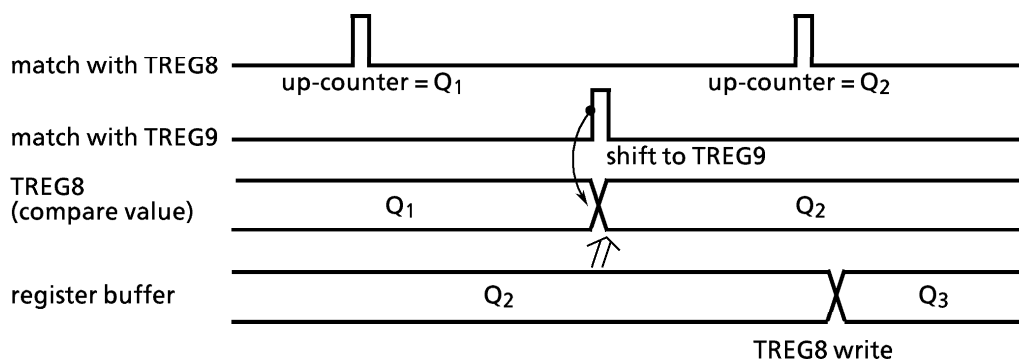 match with TREG8
up-counter = Q1
up-counter = Q2
match with TREG9
shift to TREG9
TREG8
(compare value)
Q1
Q2
register buffer
Q2
Q3
TREG8 write